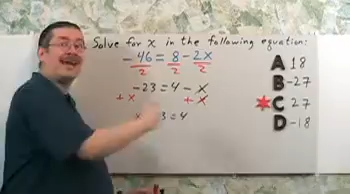 Solve for x in the following equation:
-46 = 8 - 2x
2 2 2
-23 = 4 - x
+ x + x
x 3 = 4
A 18
B -27
C 27
D -18